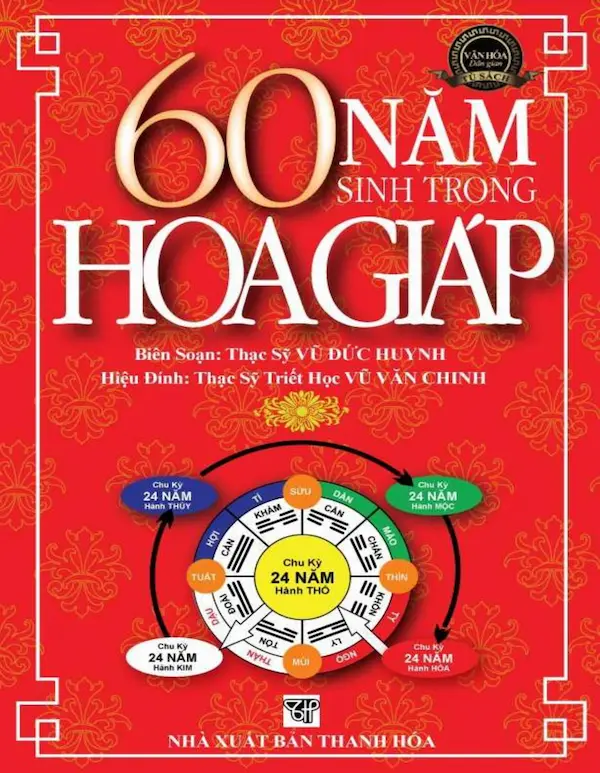 VĂN HÓA
Dân gian
TỦ SÁCH
60 NĂM
SINH TRONG
HOA GIÁP
Biên Soạn: Thạc Sỹ VŨ ĐỨC HUYNH
Hiệu Đính: Thạc Sỹ Triết Học VŨ VĂN CHINH
Chu Kỳ
24 NĂM
Hành THỦY
Chu Kỳ
24 NĂM
Hành MỘC
TÍ
SỬU
DẦN
MÃO
THÌN
TỴ
NGỌ
MÙI
THÂN
DẬU
TUẤT
HỢI
KHẢM
CẤN
CHẤN
KHÔN
LY
TỐN
ĐOÀI
CÀN
Chu Kỳ
24 NĂM
Hành THỔ
Chu Kỳ
24 NĂM
Hành KIM
Chu Kỳ
24 NĂM
Hành HỎA
NHÀ XUẤT BẢN THANH HÓA